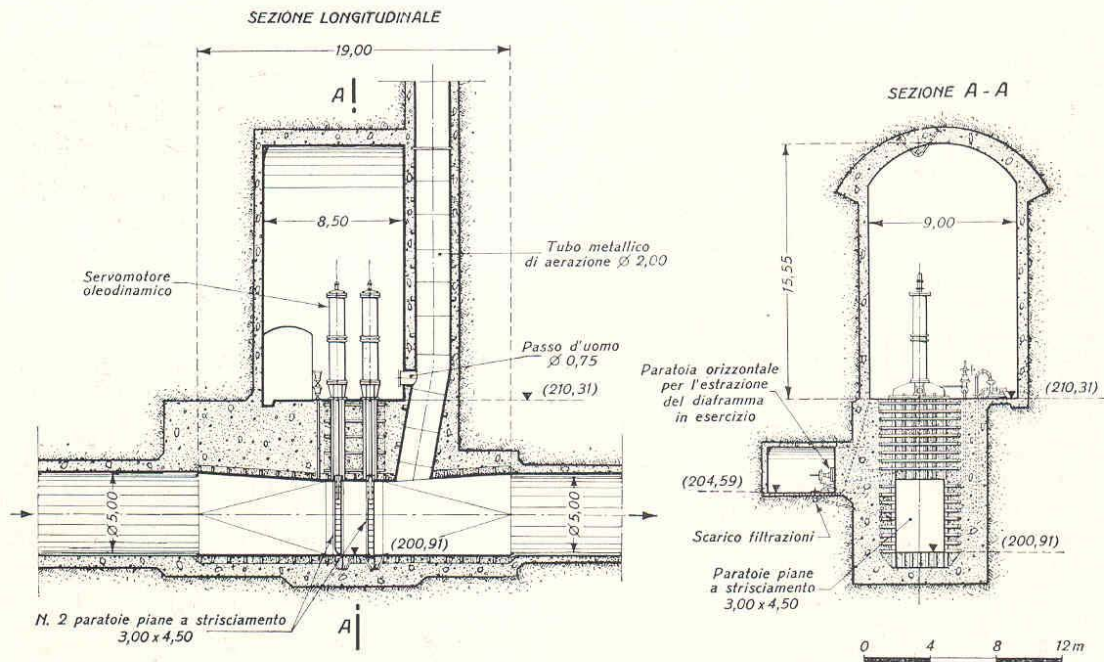 SEZIONE LONGITUDINALE
19,00
A
8,50
Servomotore
oleodinamico
Tubo metallico
di aerazione Ø 2,00
Passo d'uomo
Ø 0,75
(210,31)
Ø 5,00
Ø 5,00
(200,91)
N. 2 paratoie piane a strisciamento
3,00 x 4,50
A
SEZIONE A - A
9,00
15,55
Paratoia orizzontale
per l'estrazione
del diaframma
in esercizio
(210,31)
(204,59)
Scarico filtrazioni
(200,91)
Paratoie piane
a strisciamento
3,00 x 4,50
0 4 8 12 m